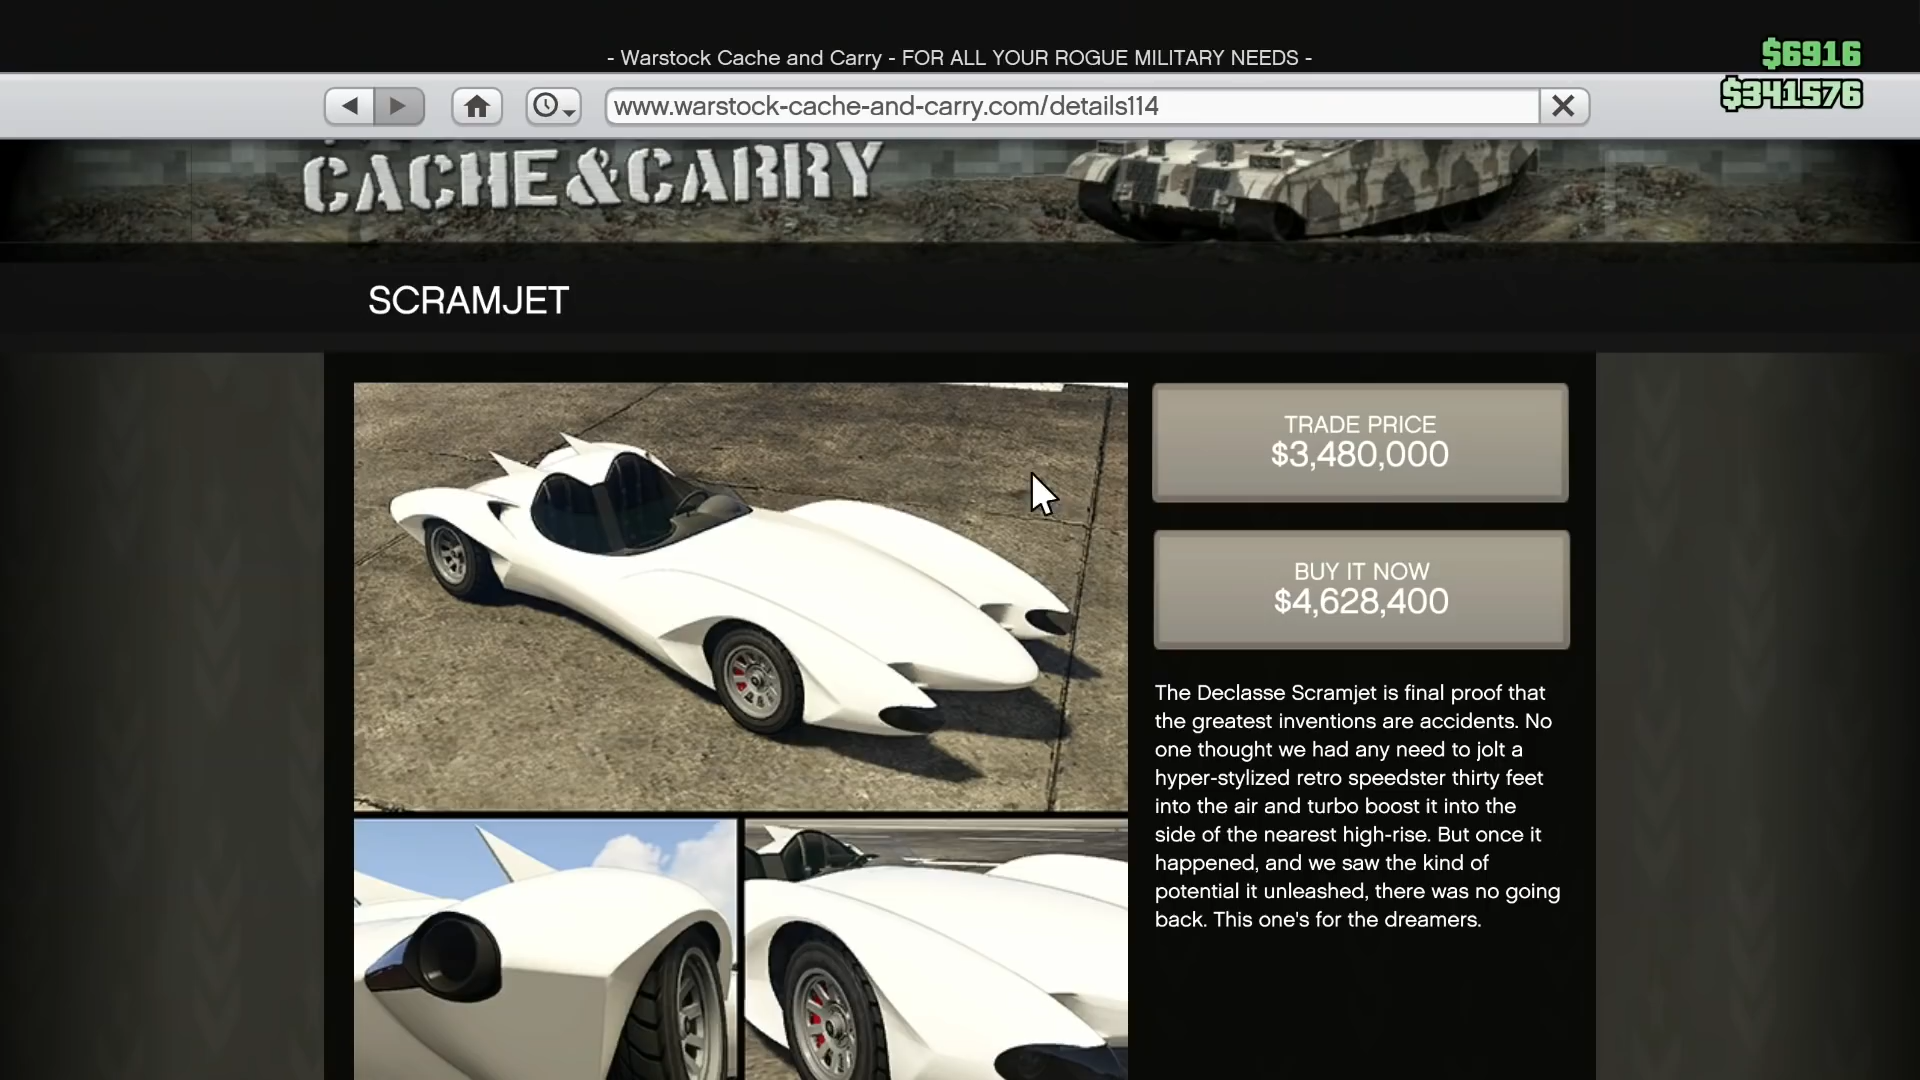 - Warstock Cache and Carry - FOR ALL YOUR ROGUE MILITARY NEEDS -
$6916
$341576
www.warstock-cache-and-carry.com/details114
CACHE&CARRY
SCRAMJET
TRADE PRICE
$3,480,000
BUY IT NOW
$4,628,400
The Declasse Scramjet is final proof that
the greatest inventions are accidents. No
one thought we had any need to jolt a
hyper-stylized retro speedster thirty feet
into the air and turbo boost it into the
side of the nearest high-rise. But once it
happened, and we saw the kind of
potential it unleashed, there was no going
back. This one's for the dreamers.